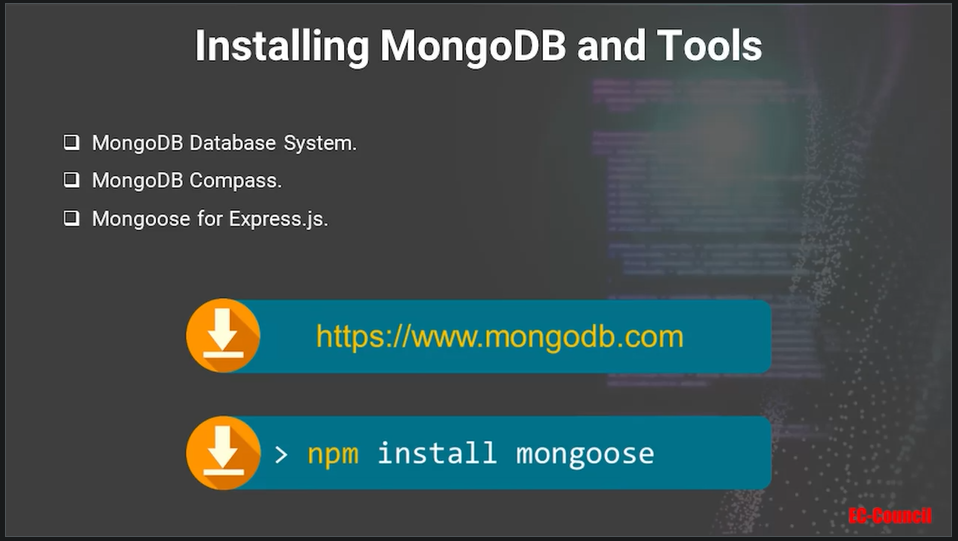 Installing MongoDB and Tools
MongoDB Database System.
MongoDB Compass.
Mongoose for Express.js.
https://www.mongodb.com
> npm install mongoose
EC-Council